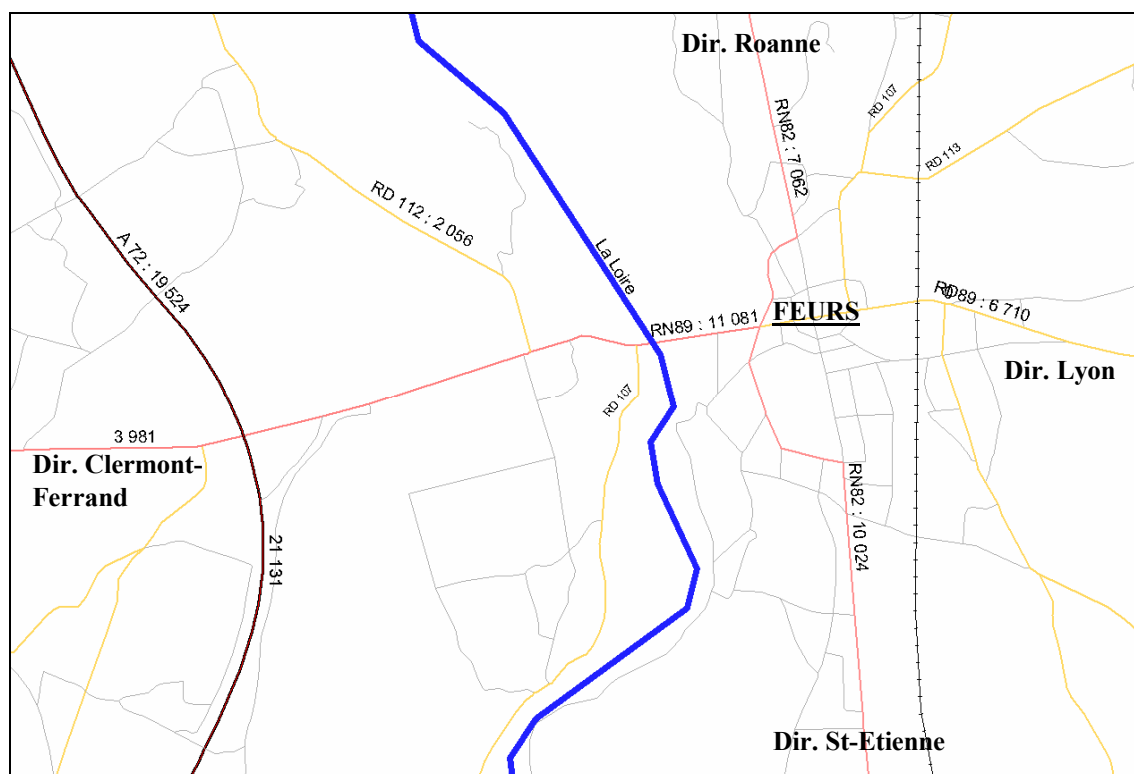 Dir. Roanne
RD 107
RN82 : 7 062
RD 113
RD 112 : 2 056
A 72 : 19 524
La Loire
RN89 : 11 081
FEURS
89 : 6 710
Dir. Lyon
RD 107
3 981
Dir. Clermont-
Ferrand
RN82 : 10 024
21 131
Dir. St-Etienne